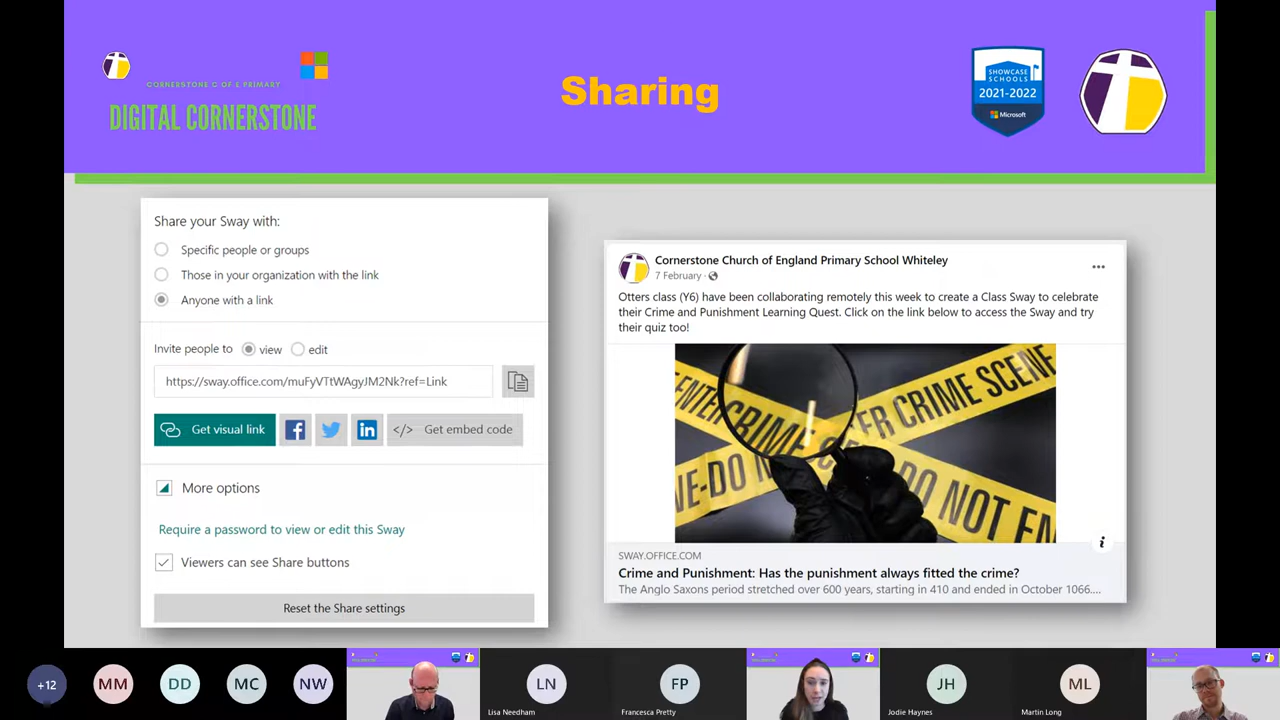 CORNERSTONE C OF E PRIMARY
DIGITAL CORNERSTONE
Sharing
SHOWCASE
SCHOOLS
2021-2022
Microsoft
Share your Sway with:
Specific people or groups
Those in your organization with the link
Anyone with a link
Invite people to view edit
https://sway.office.com/muFyVTtWAgyJM2Nk?ref=Link
Get visual link
</> Get embed code
More options
Require a password to view or edit this Sway
Viewers can see Share buttons
Reset the Share settings
Cornerstone Church of England Primary School Whiteley
7 February ·
Otters class (Y6) have been collaborating remotely this week to create a Class Sway to celebrate
their Crime and Punishment Learning Quest. Click on the link below to access the Sway and try
their quiz too!
ENTER CRIME
ER CRIME SCENE
NE-DO N
DO NOT EN
SWAY.OFFICE.COM
Crime and Punishment: Has the punishment always fitted the crime?
The Anglo Saxons period stretched over 600 years, starting in 410 and ended in October 1066....
+12
MM
DD
MC
NW
LN
Lisa Needham
FP
Francesca Pretty
JH
Jodie Haynes
ML
Martin Long